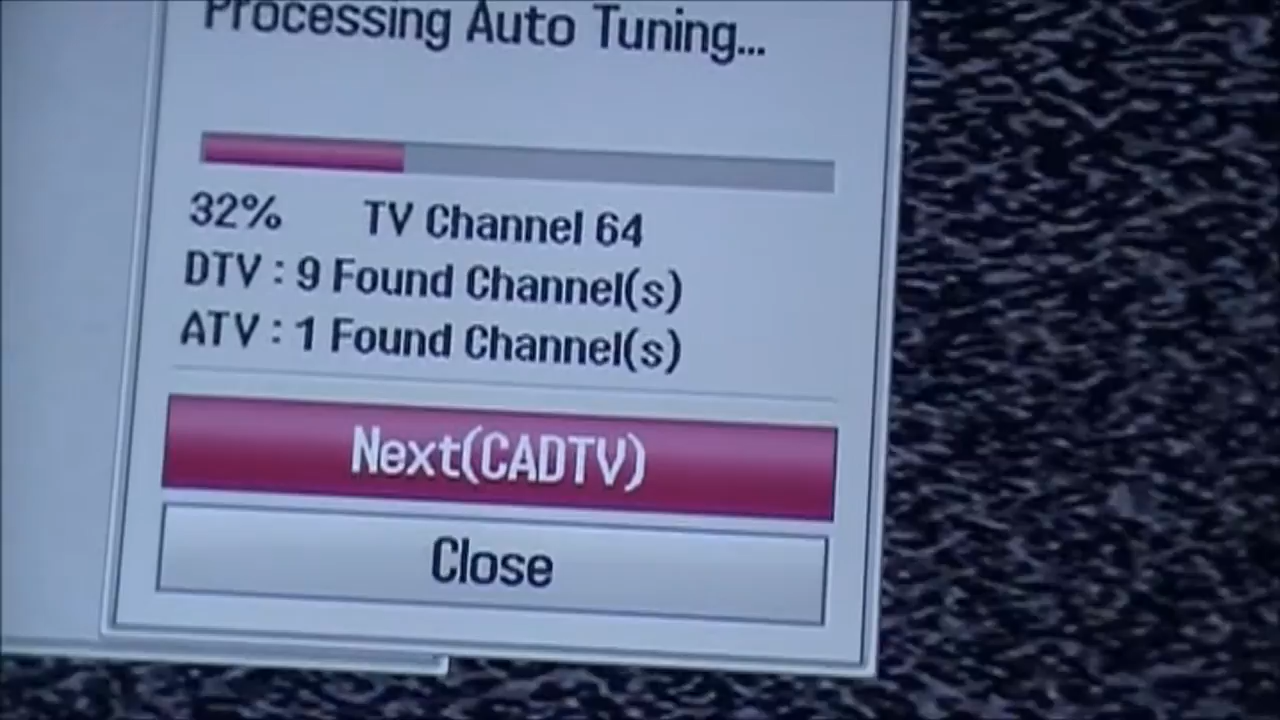 Processing Auto Tuning...
32% TV Channel 64
DTV : 9 Found Channel(s)
ATV : 1 Found Channel(s)
Next(CADTV)
Close